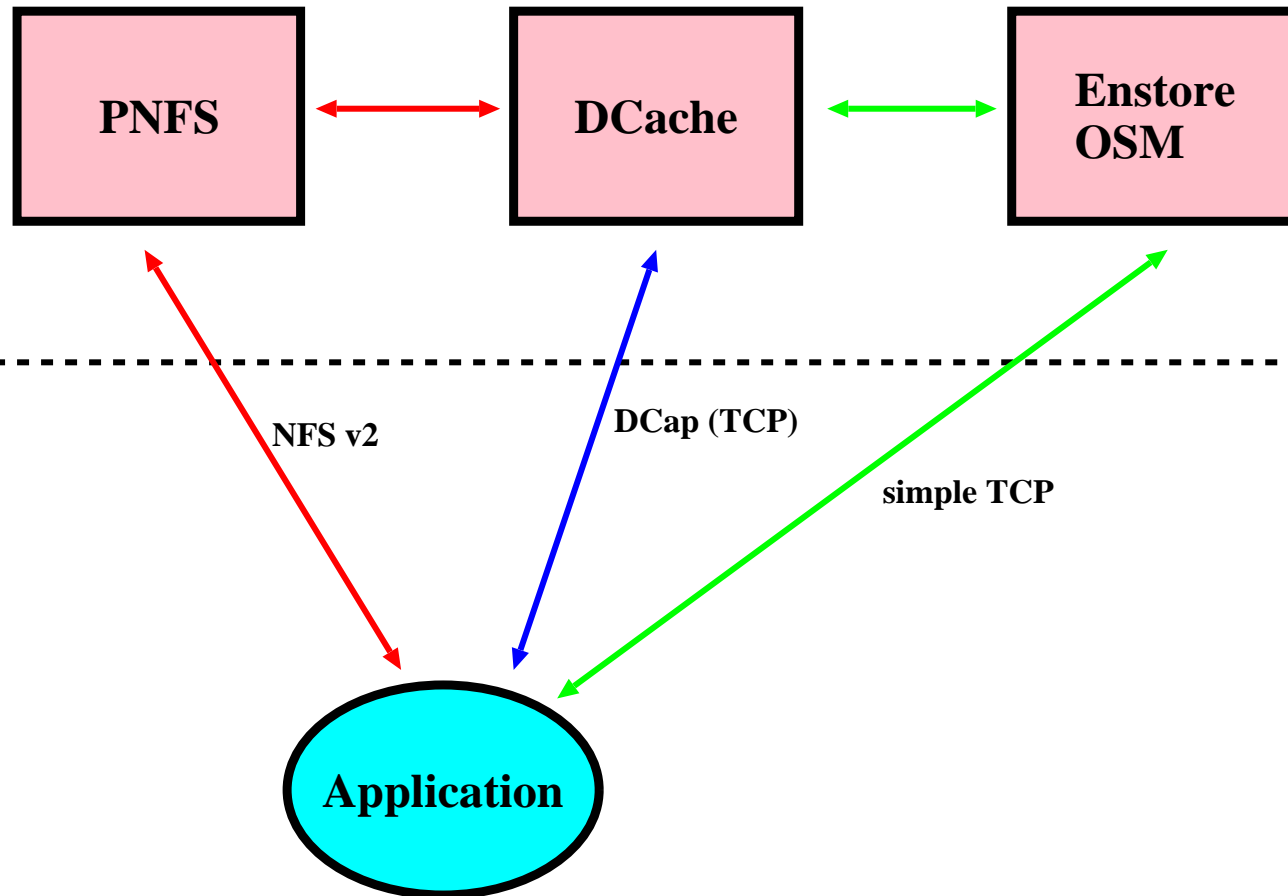 PNFS
DCache
Enstore
OSM
NFS v2
DCap (TCP)
simple TCP
Application